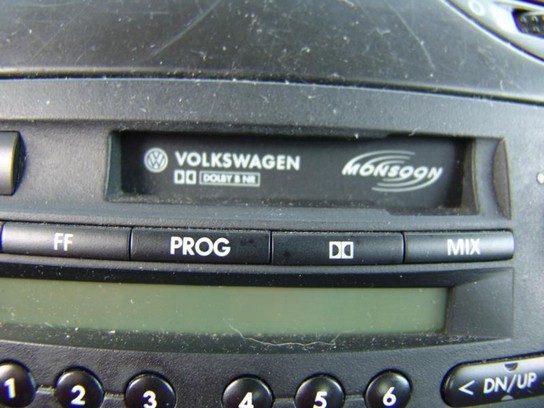 VOLKSWAGEN
DOLBY B NR
MONSOON
FF PROG MIX
1 2 3 4 5 6 < DN/UP